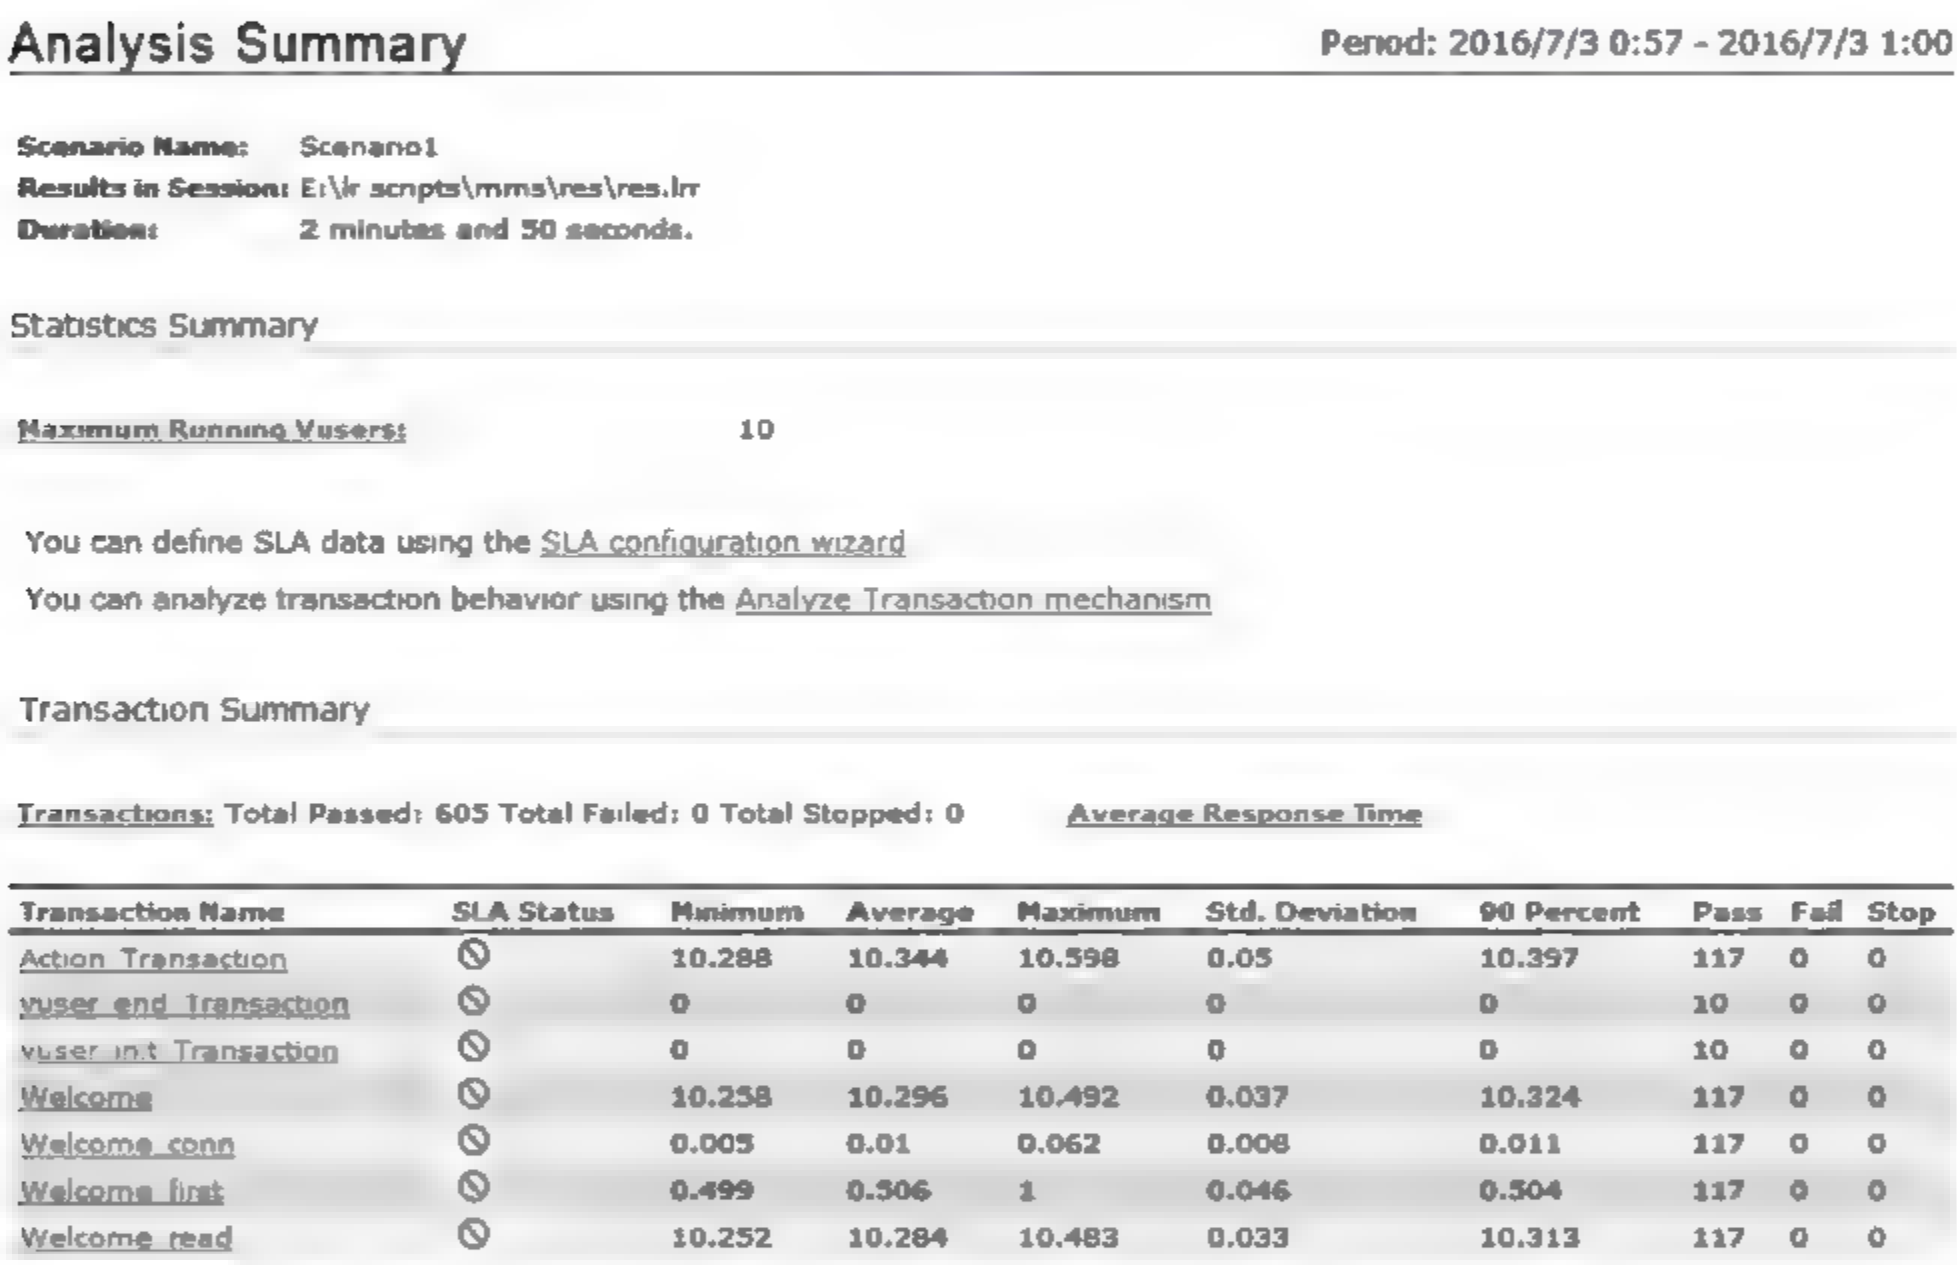 Analysis Summary Period: 2016/7/3 0:57 - 2016/7/3 1:00
Scenario Name: Scenario1
Results in Session: E:\lr scripts\mms\res\res.lrr
Duration: 2 minutes and 50 seconds.
Statistics Summary
Maximum Running Vusers: 10
You can define SLA data using the SLA configuration wizard
You can analyze transaction behavior using the Analyze Transaction mechanism
Transaction Summary
Transactions: Total Passed: 605 Total Failed: 0 Total Stopped: 0 Average Response Time
Transaction Name SLA Status Minimum Average Maximum Std. Deviation 90 Percent Pass Fail Stop
Action_Transaction 10.288 10.344 10.598 0.05 10.397 117 0 0
vuser_end_Transaction 0 0 0 0 0 10 0 0
vuser_init_Transaction 0 0 0 0 0 10 0 0
Welcome 10.258 10.296 10.492 0.037 10.324 117 0 0
Welcome_conn 0.005 0.01 0.062 0.008 0.011 117 0 0
Welcome_first 0.499 0.506 1 0.046 0.504 117 0 0
Welcome_read 10.252 10.284 10.483 0.033 10.313 117 0 0